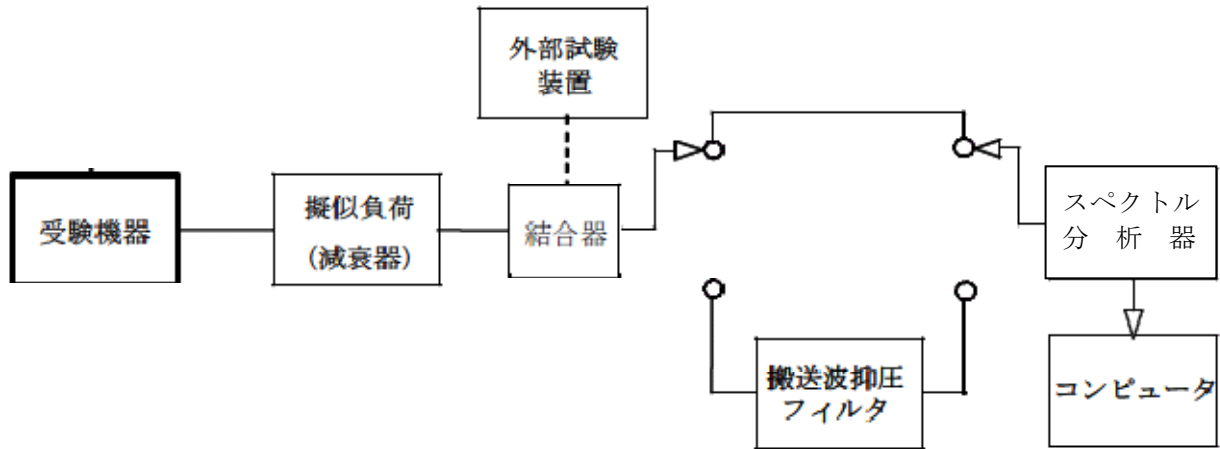 外部試験
装置
受験機器
擬似負荷
(減衰器)
結合器
スペクトル
分 析 器
搬送波抑圧
フィルタ
コンピュータ